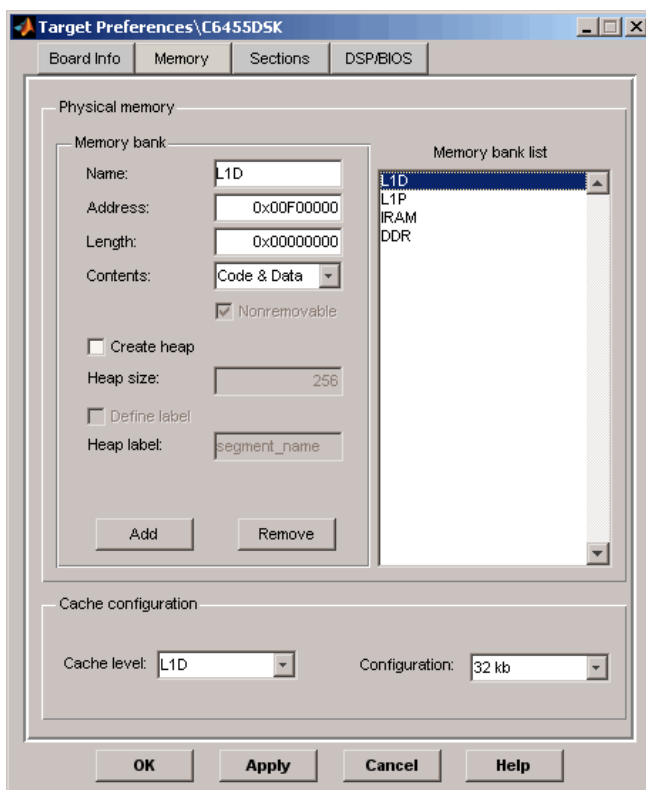 Target Preferences\C6455DSK
Board Info Memory Sections DSP/BIOS
Physical memory
Memory bank
Memory bank list
Name: L1D
Address: 0x00F00000
Length: 0x00000000
Contents: Code & Data
Nonremovable
Create heap
Heap size: 256
Define label
Heap label: segment_name
Add Remove
L1D
L1P
IRAM
DDR
Cache configuration
Cache level: L1D Configuration: 32 kb
OK Apply Cancel Help